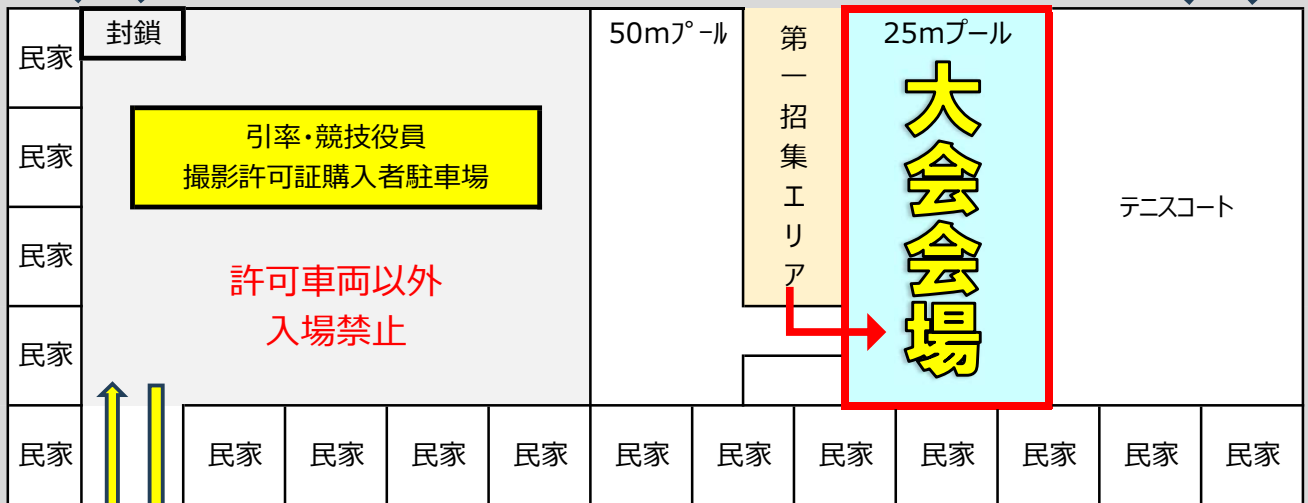 民家
封鎖
50mプール
第一招集エリア
25mプール
大会会場
民家
引率・競技役員
撮影許可証購入者駐車場
テニスコート
民家
許可車両以外
入場禁止
民家
民家
民家
民家
民家
民家
民家
民家
民家
民家
民家
民家
民家